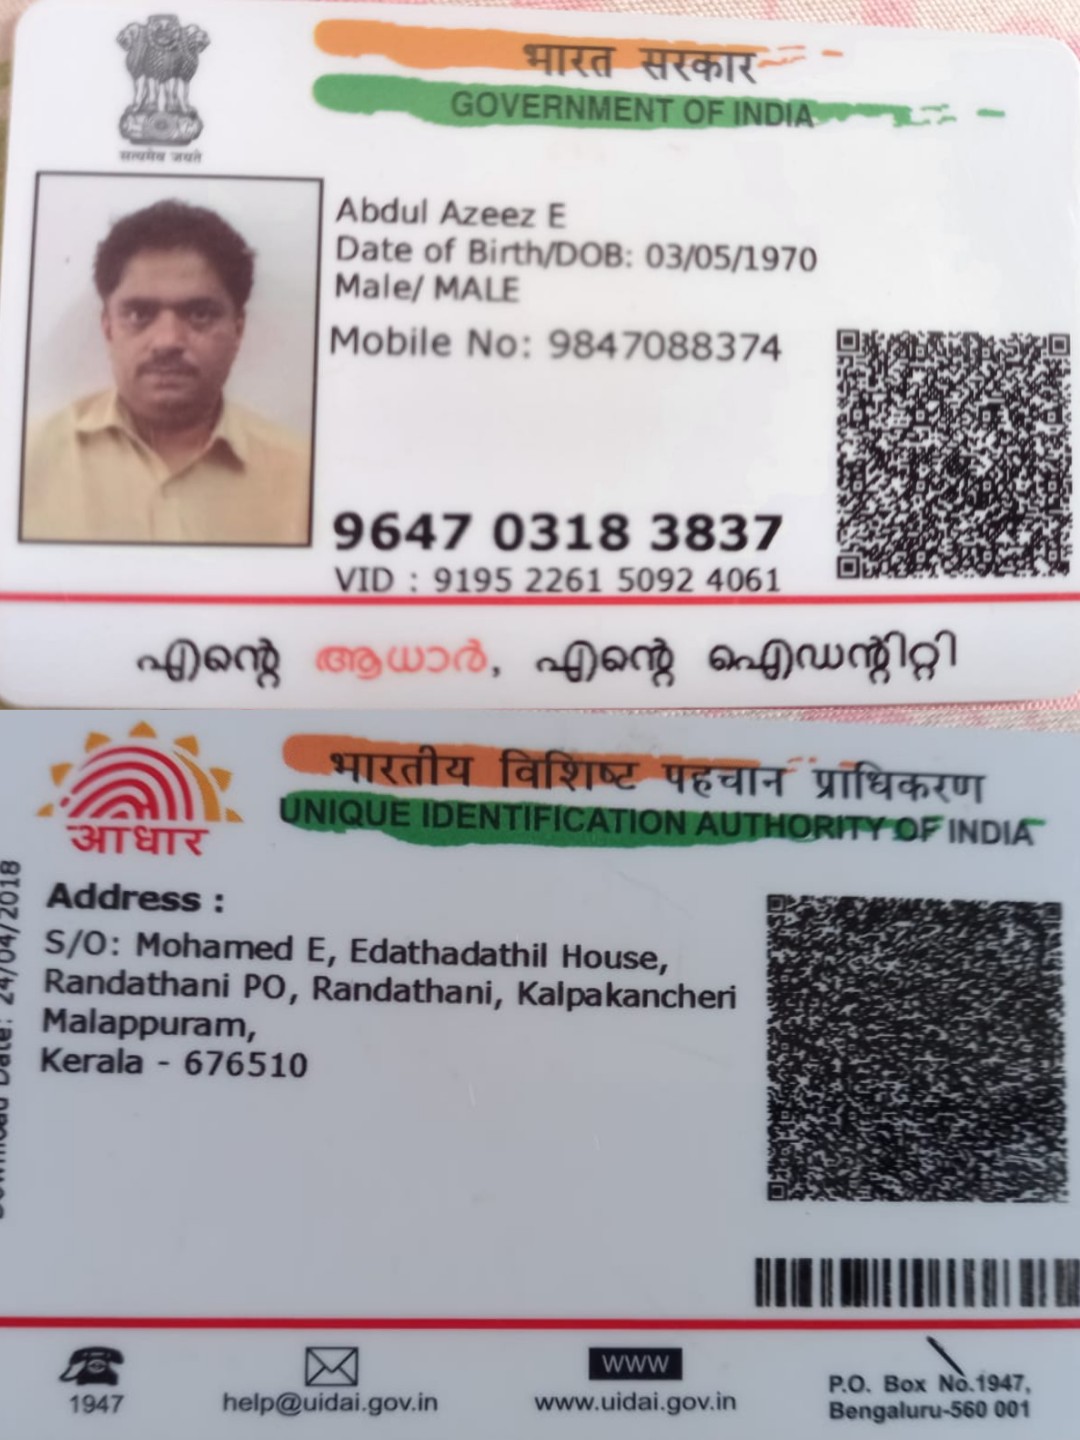 भारत सरकार
GOVERNMENT OF INDIA
सत्यमेव जयते
Abdul Azeez E
Date of Birth/DOB: 03/05/1970
Male/ MALE
Mobile No: 9847088374
9647 0318 3837
VID : 9195 2261 5092 4061
എന്റെ ആധാർ, എന്റെ ഐഡന്റിറ്റി
भारतीय विशिष्ट पहचान प्राधिकरण
UNIQUE IDENTIFICATION AUTHORITY OF INDIA
आधार
Address :
S/O: Mohamed E, Edathadathil House,
Randathani PO, Randathani, Kalpakancheri
Malappuram,
Kerala - 676510
Date: 24/04/2018
1947
help@uidai.gov.in
www
www.uidai.gov.in
P.O. Box No.1947,
Bengaluru-560 001